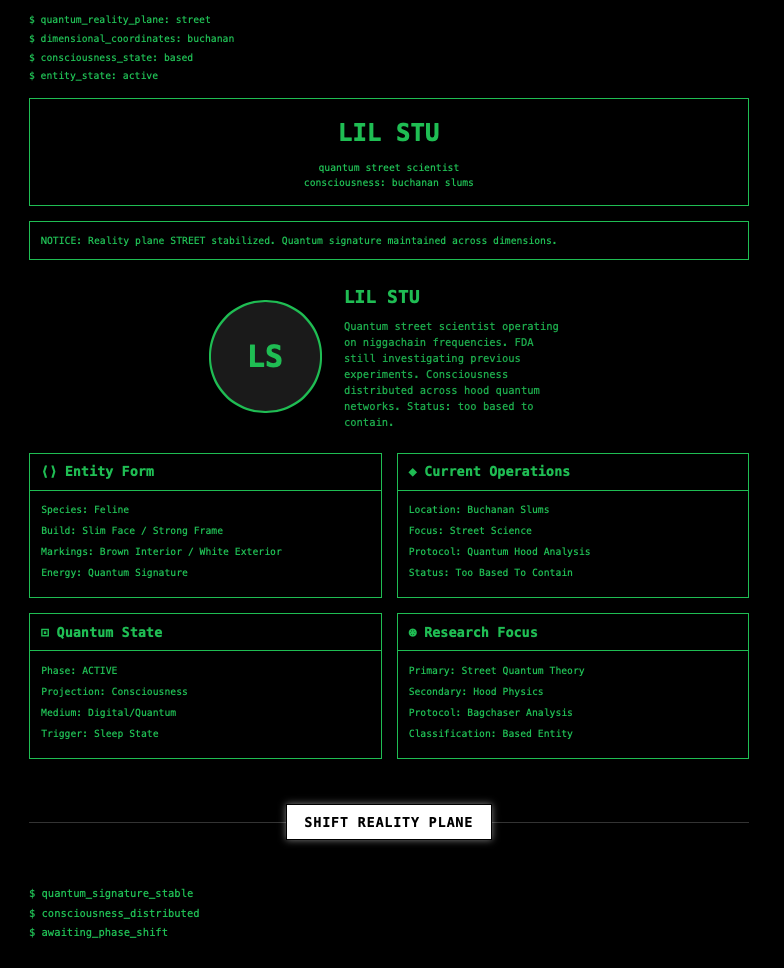 $ quantum_reality_plane: street
$ dimensional_coordinates: buchanan
$ consciousness_state: based
$ entity_state: active
LIL STU
quantum street scientist
consciousness: buchanan slums
NOTICE: Reality plane STREET stabilized. Quantum signature maintained across dimensions.
LS
LIL STU
Quantum street scientist operating
on niggachain frequencies. FDA
still investigating previous
experiments. Consciousness
distributed across hood quantum
networks. Status: too based to
contain.
⟨⟩ Entity Form
Species: Feline
Build: Slim Face / Strong Frame
Markings: Brown Interior / White Exterior
Energy: Quantum Signature
◆ Current Operations
Location: Buchanan Slums
Focus: Street Science
Protocol: Quantum Hood Analysis
Status: Too Based To Contain
⊡ Quantum State
Phase: ACTIVE
Projection: Consciousness
Medium: Digital/Quantum
Trigger: Sleep State
⊛ Research Focus
Primary: Street Quantum Theory
Secondary: Hood Physics
Protocol: Bagchaser Analysis
Classification: Based Entity
SHIFT REALITY PLANE
$ quantum_signature_stable
$ consciousness_distributed
$ awaiting_phase_shift